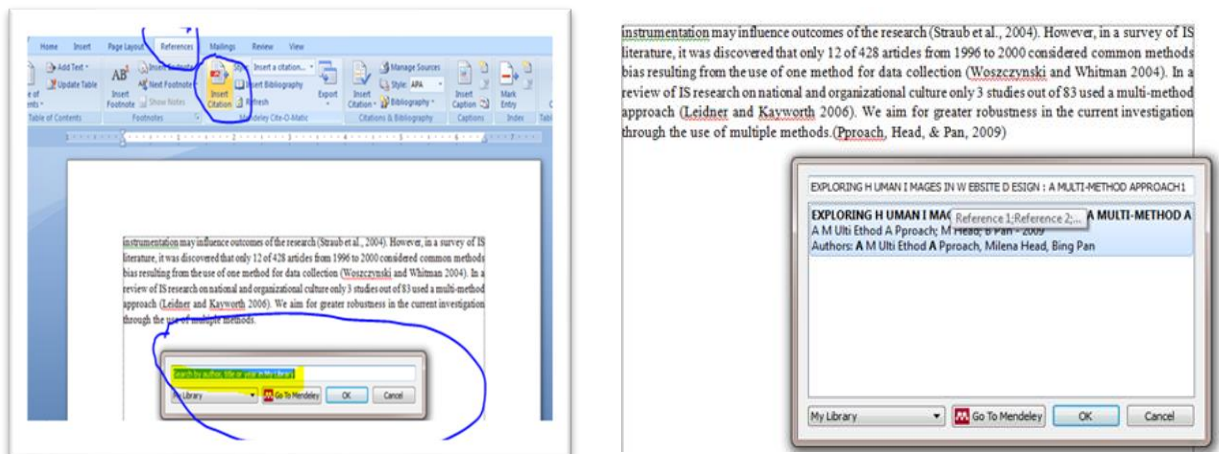 Home Insert Page Layout References Mailings Review View
Add Text
Update Table
Table of Contents
AB
Insert Footnote
Insert Footnote
Next Footnote
Show Notes
Footnotes
Insert Citation
Style: Insert a citation...
Insert Bibliography
Refresh
Export
Mendeley Cite-O-Matic
Insert Citation
Manage Sources
Style: APA
Bibliography
Citations & Bibliography
Insert Caption
Captions
Mark Entry
Index
instrumentation may influence outcomes of the research (Straub et al., 2004). However, in a survey of IS
literature, it was discovered that only 12 of 428 articles from 1996 to 2000 considered common methods
bias resulting from the use of one method for data collection (Woszczynski and Whitman 2004). In a
review of IS research on national and organizational culture only 3 studies out of 83 used a multi-method
approach (Leidner and Kayworth 2006). We aim for greater robustness in the current investigation
through the use of multiple methods.
Search by author, title or year in My Library
My Library
Go To Mendeley
OK
Cancel
instrumentation may influence outcomes of the research (Straub et al., 2004). However, in a survey of IS
literature, it was discovered that only 12 of 428 articles from 1996 to 2000 considered common methods
bias resulting from the use of one method for data collection (Woszczynski and Whitman 2004). In a
review of IS research on national and organizational culture only 3 studies out of 83 used a multi-method
approach (Leidner and Kayworth 2006). We aim for greater robustness in the current investigation
through the use of multiple methods.(Pproach, Head, & Pan, 2009)
EXPLORING H UMAN I MAGES IN W EBSITE D ESIGN : A MULTI-METHOD APPROACH1
EXPLORING H UMAN I MAG A MULTI-METHOD A
Reference 1;Reference 2;...
A M Ulti Ethod A Pproach; M Head; B Pan - 2009
Authors: A M Ulti Ethod A Pproach, Milena Head, Bing Pan
My Library
Go To Mendeley
OK
Cancel